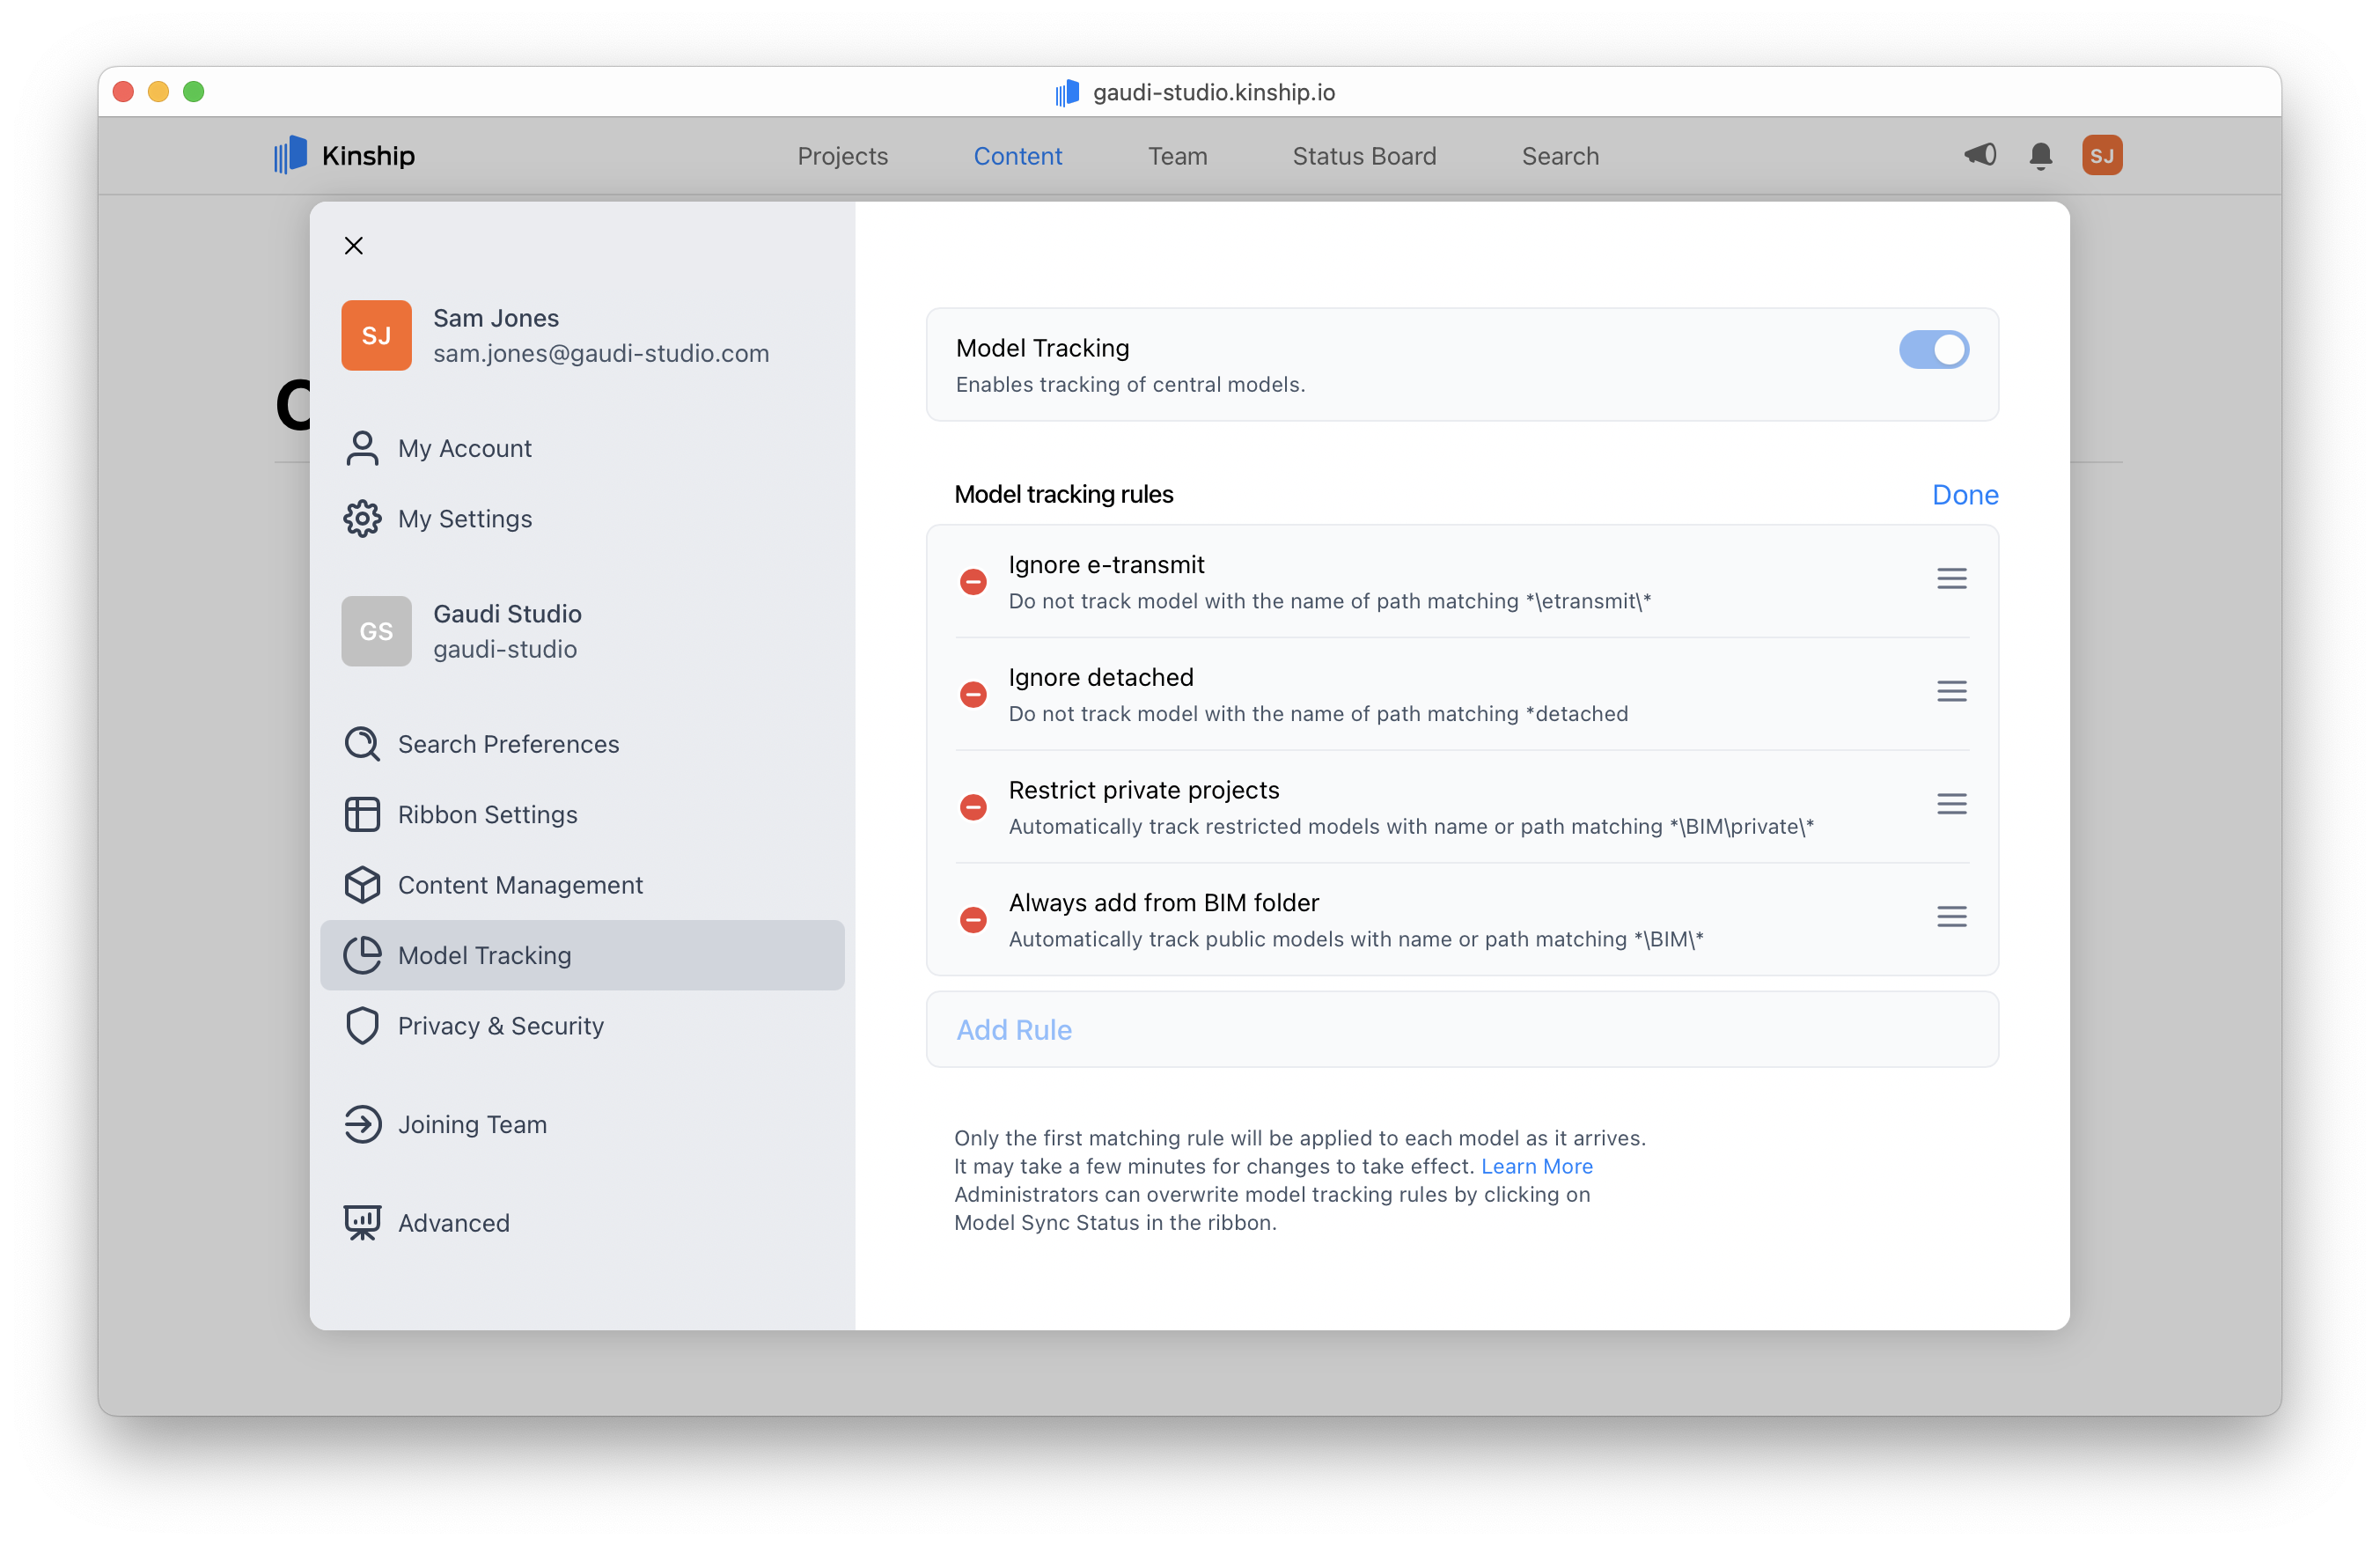 gaudi-studio.kinship.io
Kinship
Projects
Content
Team
Status Board
Search
SJ
SJ
Sam Jones
sam.jones@gaudi-studio.com
My Account
My Settings
GS
Gaudi Studio
gaudi-studio
Search Preferences
Ribbon Settings
Content Management
Model Tracking
Privacy & Security
Joining Team
Advanced
Model Tracking
Enables tracking of central models.
Model tracking rules
Done
Ignore e-transmit
Do not track model with the name of path matching *\etransmit\*
Ignore detached
Do not track model with the name of path matching *detached
Restrict private projects
Automatically track restricted models with name or path matching *\BIM\private\*
Always add from BIM folder
Automatically track public models with name or path matching *\BIM\*
Add Rule
Only the first matching rule will be applied to each model as it arrives.
It may take a few minutes for changes to take effect. Learn More
Administrators can overwrite model tracking rules by clicking on
Model Sync Status in the ribbon.